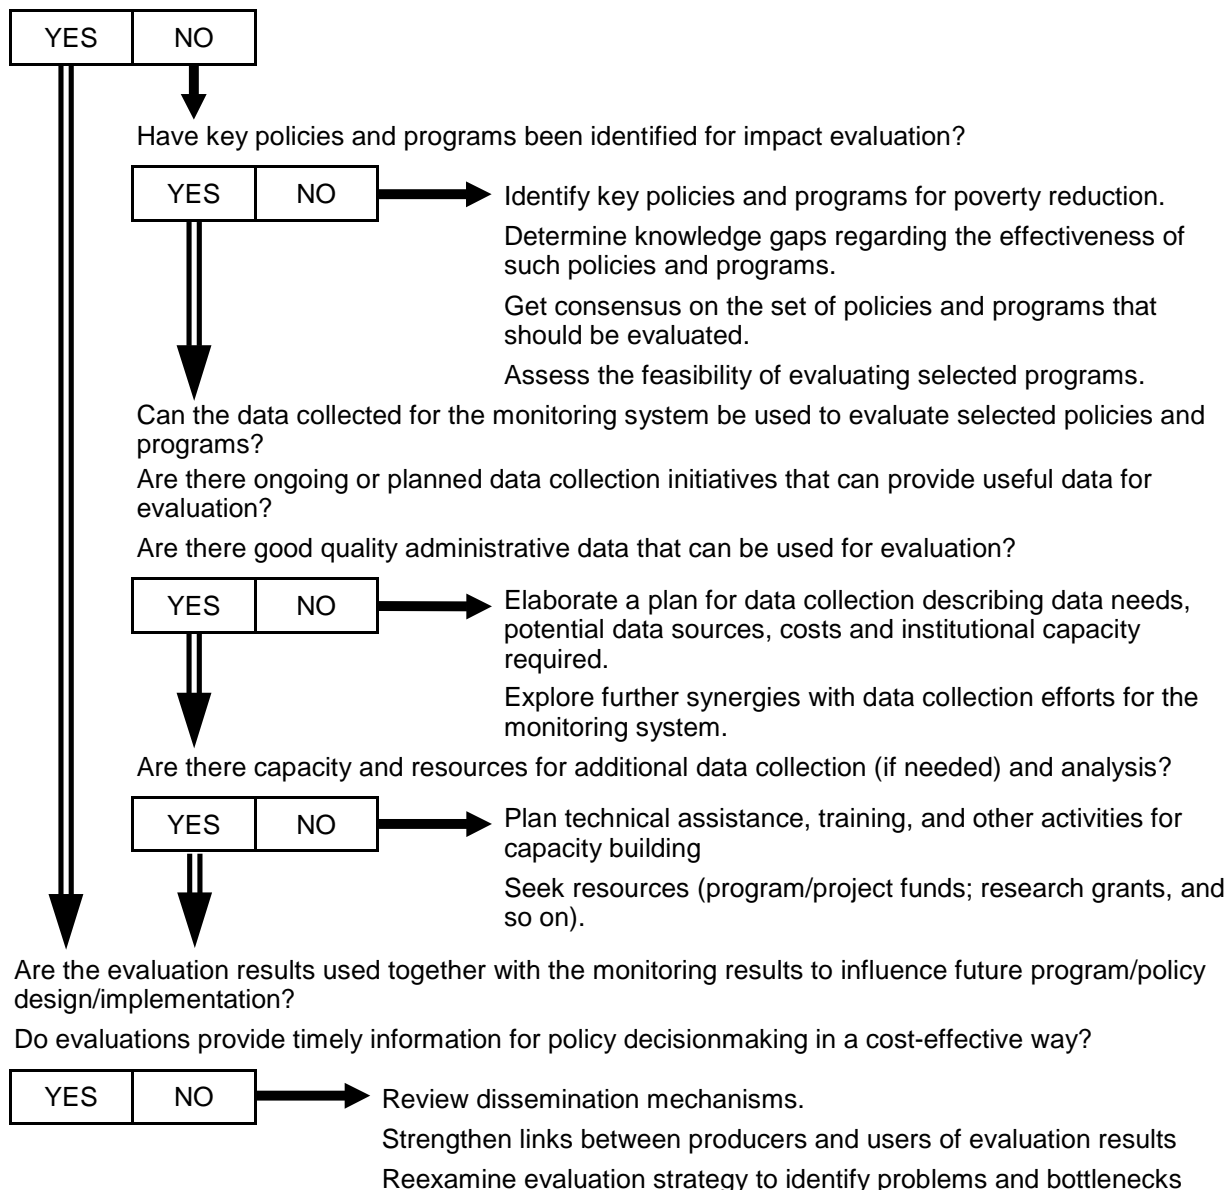 YES NO
Have key policies and programs been identified for impact evaluation?
YES NO
Identify key policies and programs for poverty reduction.
Determine knowledge gaps regarding the effectiveness of
such policies and programs.
Get consensus on the set of policies and programs that
should be evaluated.
Assess the feasibility of evaluating selected programs.
Can the data collected for the monitoring system be used to evaluate selected policies and
programs?
Are there ongoing or planned data collection initiatives that can provide useful data for
evaluation?
Are there good quality administrative data that can be used for evaluation?
YES NO
Elaborate a plan for data collection describing data needs,
potential data sources, costs and institutional capacity
required.
Explore further synergies with data collection efforts for the
monitoring system.
Are there capacity and resources for additional data collection (if needed) and analysis?
YES NO
Plan technical assistance, training, and other activities for
capacity building
Seek resources (program/project funds; research grants, and
so on).
Are the evaluation results used together with the monitoring results to influence future program/policy
design/implementation?
Do evaluations provide timely information for policy decisionmaking in a cost-effective way?
YES NO
Review dissemination mechanisms.
Strengthen links between producers and users of evaluation results
Reexamine evaluation strategy to identify problems and bottlenecks